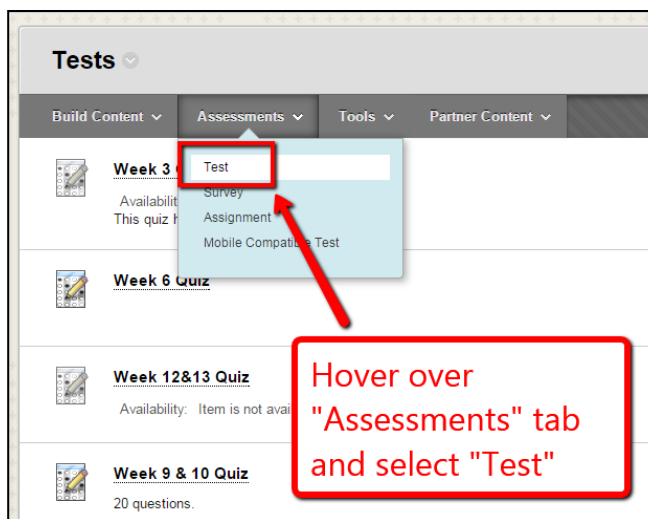 Tests
Build Content Assessments Tools Partner Content
Week 3
Test
Availabilit
Survey
This quiz h
Assignment
Mobile Compatible Test
Week 6 Quiz
Hover over
"Assessments" tab
and select "Test"
Week 12&13 Quiz
Availability: Item is not avai
Week 9 & 10 Quiz
20 questions.